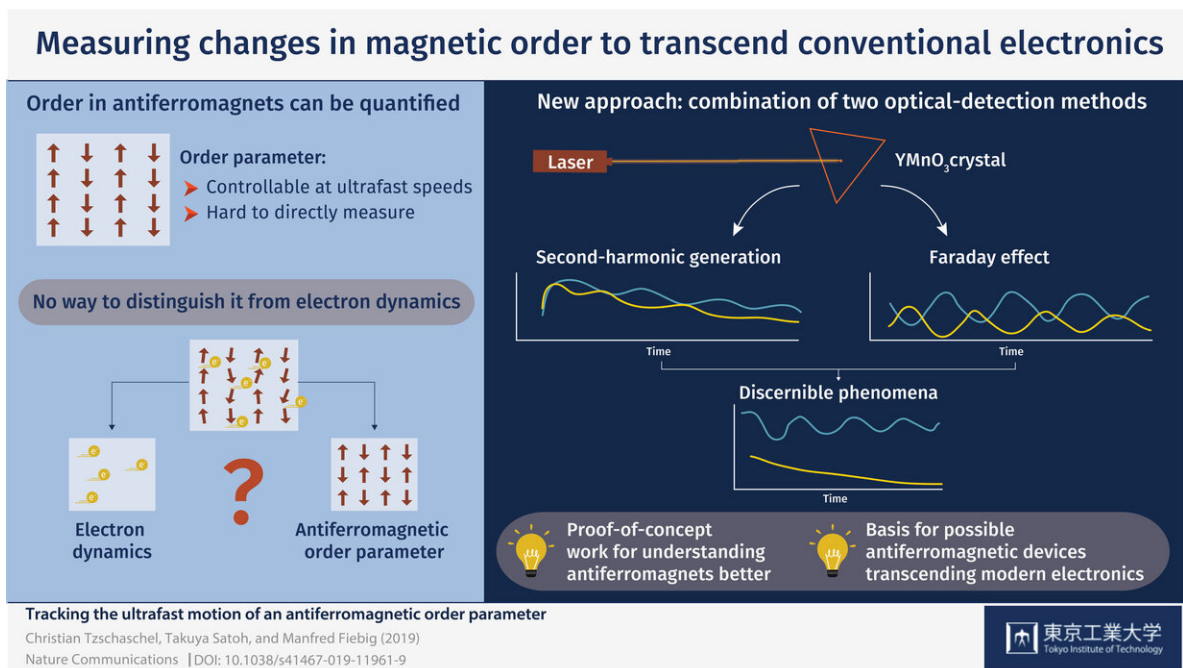 Measuring changes in magnetic order to transcend conventional electronics
Order in antiferromagnets can be quantified
Order parameter:
Controllable at ultrafast speeds
Hard to directly measure
No way to distinguish it from electron dynamics
e
e
e
e
e
e
e
e
e
?
Electron
dynamics
Antiferromagnetic
order parameter
New approach: combination of two optical-detection methods
Laser
YMnO₃crystal
Second-harmonic generation
Time
Faraday effect
Time
Discernible phenomena
Time
Proof-of-concept
work for understanding
antiferromagnets better
Basis for possible
antiferromagnetic devices
transcending modern electronics
Tracking the ultrafast motion of an antiferromagnetic order parameter
Christian Tzschaschel, Takuya Satoh, and Manfred Fiebig (2019)
Nature Communications | DOI: 10.1038/s41467-019-11961-9
東京工業大学
Tokyo Institute of Technology